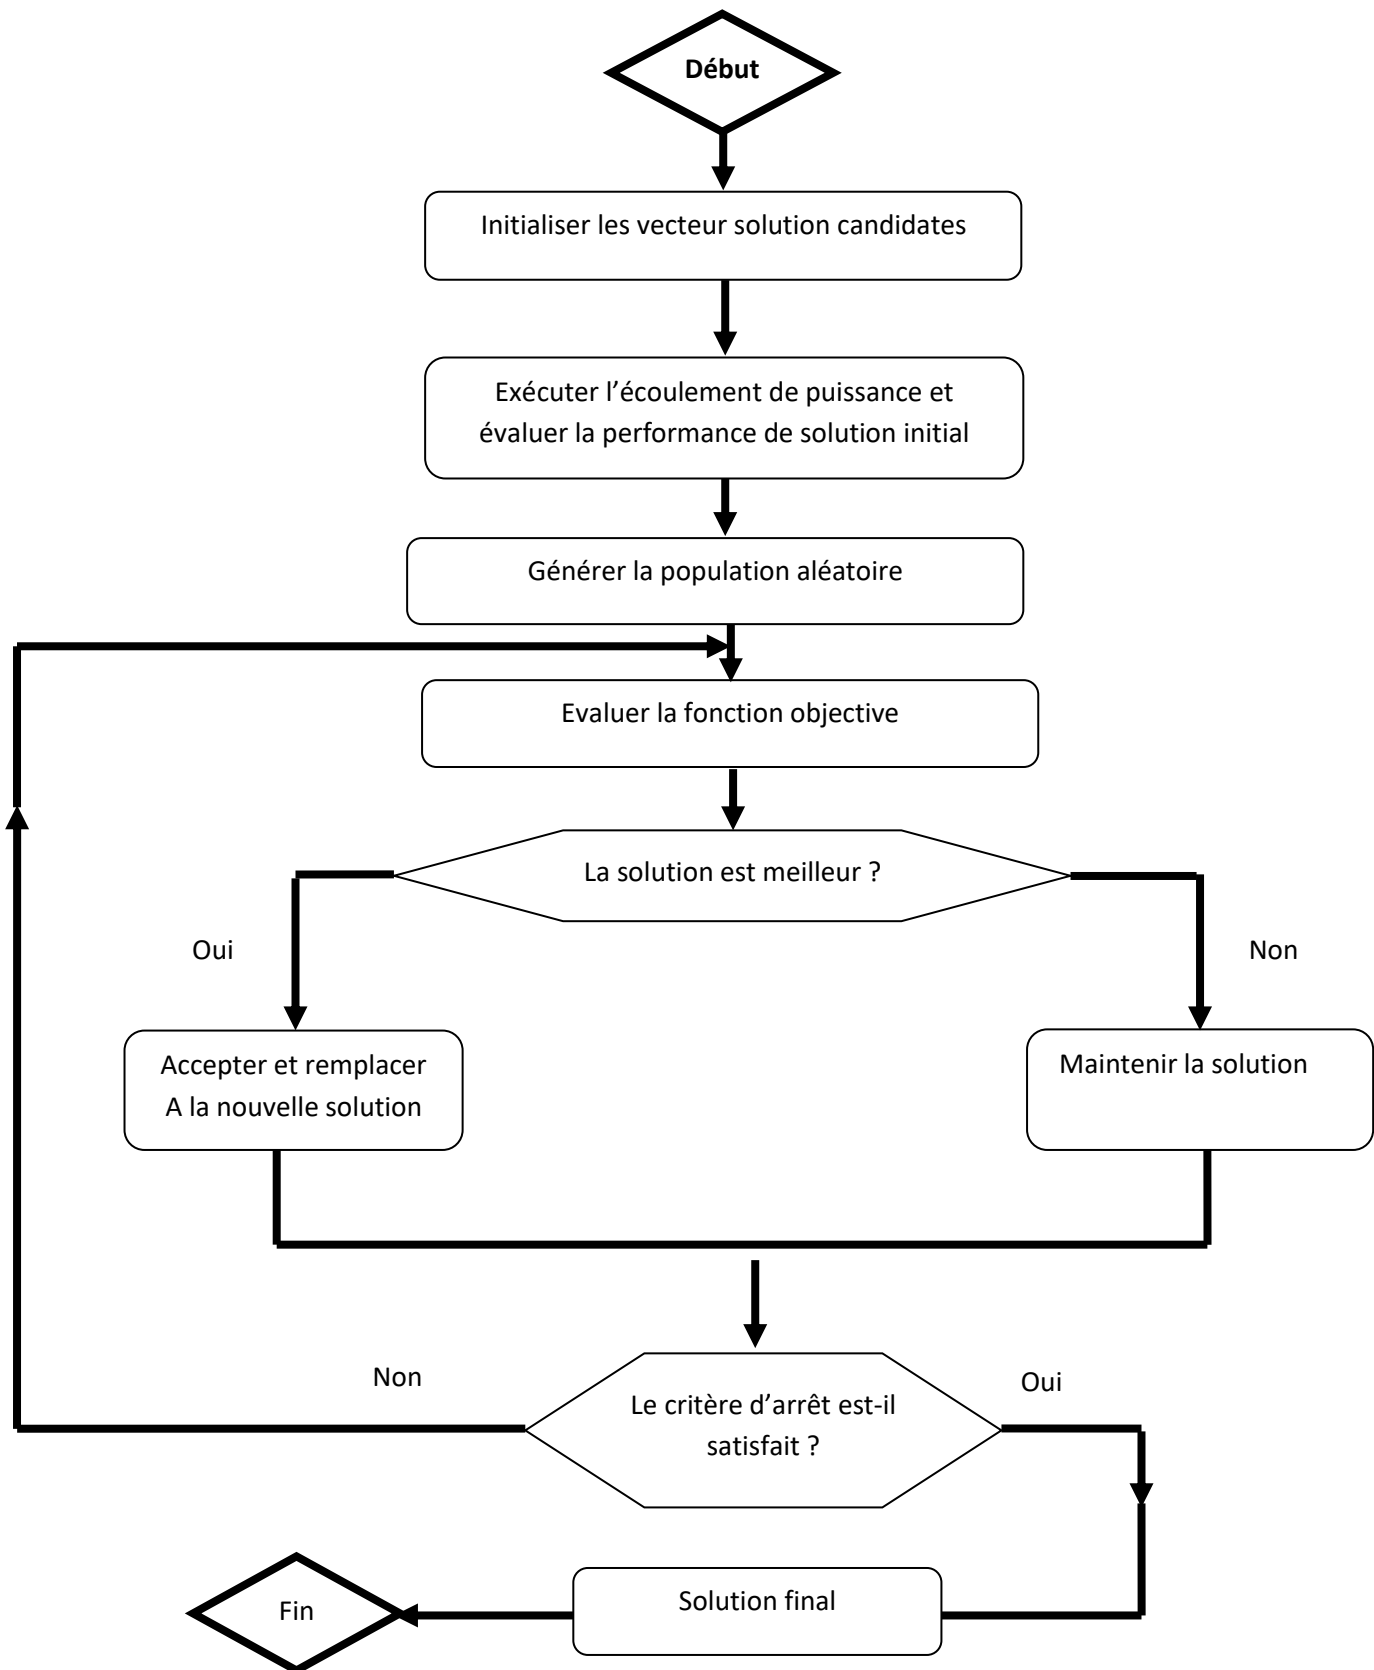 Début
Initialiser les vecteur solution candidates
Exécuter l’écoulement de puissance et
évaluer la performance de solution initial
Générer la population aléatoire
Evaluer la fonction objective
La solution est meilleur ?
Oui
Non
Accepter et remplacer
A la nouvelle solution
Maintenir la solution
Non
Oui
Le critère d’arrêt est-il
satisfait ?
Solution final
Fin